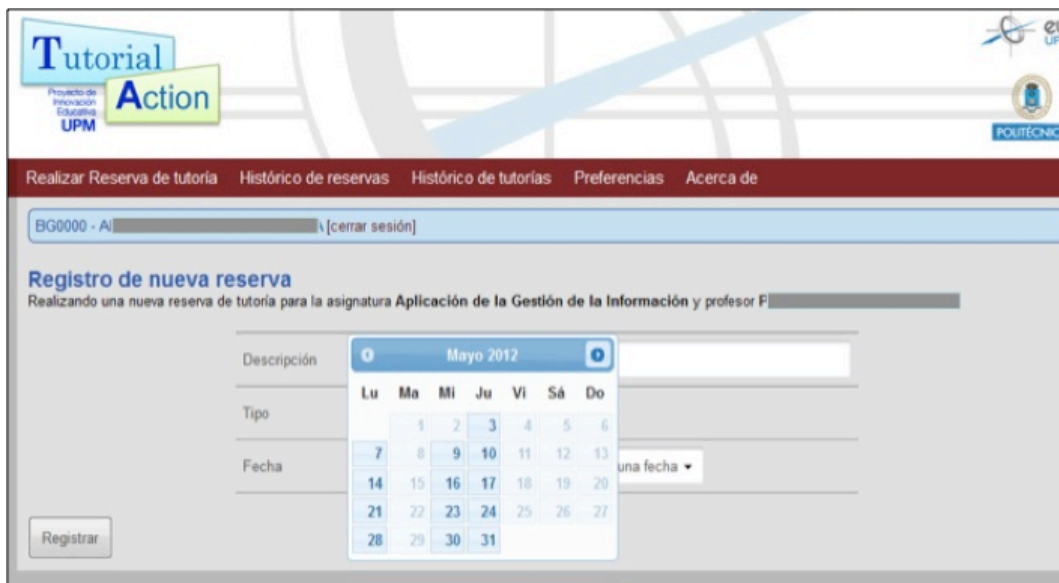 Tutorial
Action
Proyecto de
Innovación
Educativa
UPM
POLITÉCNIC
Realizar Reserva de tutoría Histórico de reservas Histórico de tutorías Preferencias Acerca de
BG0000 - Al [cerrar sesión]
Registro de nueva reserva
Realizando una nueva reserva de tutoría para la asignatura Aplicación de la Gestión de la Información y profesor P
Descripción
Mayo 2012
Lu Ma Mi Ju Vi Sá Do
Tipo
1 2 3 4 5 6
7 8 9 10 11 12 13
Fecha
una fecha
14 15 16 17 18 19 20
21 22 23 24 25 26 27
28 29 30 31
Registrar